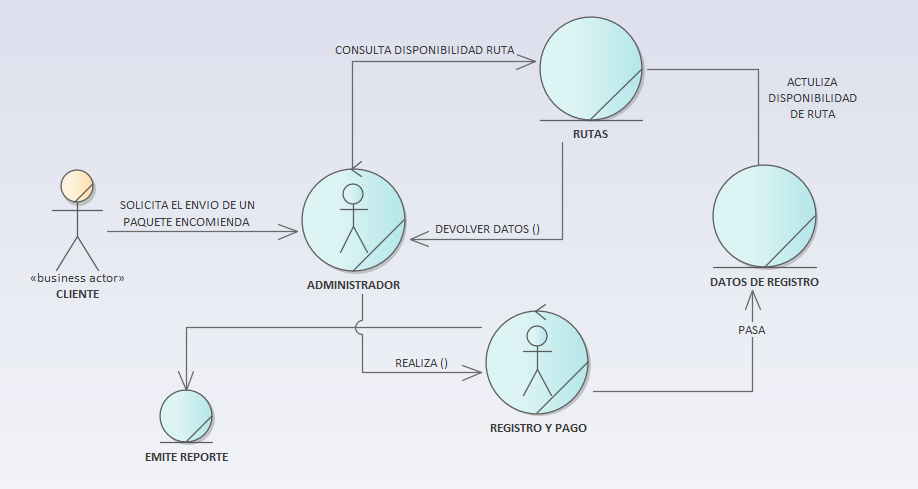 CONSULTA DISPONIBILIDAD RUTA
RUTAS
ACTULIZA
DISPONIBILIDAD
DE RUTA
SOLICITA EL ENVIO DE UN
PAQUETE ENCOMIENDA
«business actor»
CLIENTE
ADMINISTRADOR
DEVOLVER DATOS ()
DATOS DE REGISTRO
PASA
REALIZA ()
REGISTRO Y PAGO
EMITE REPORTE